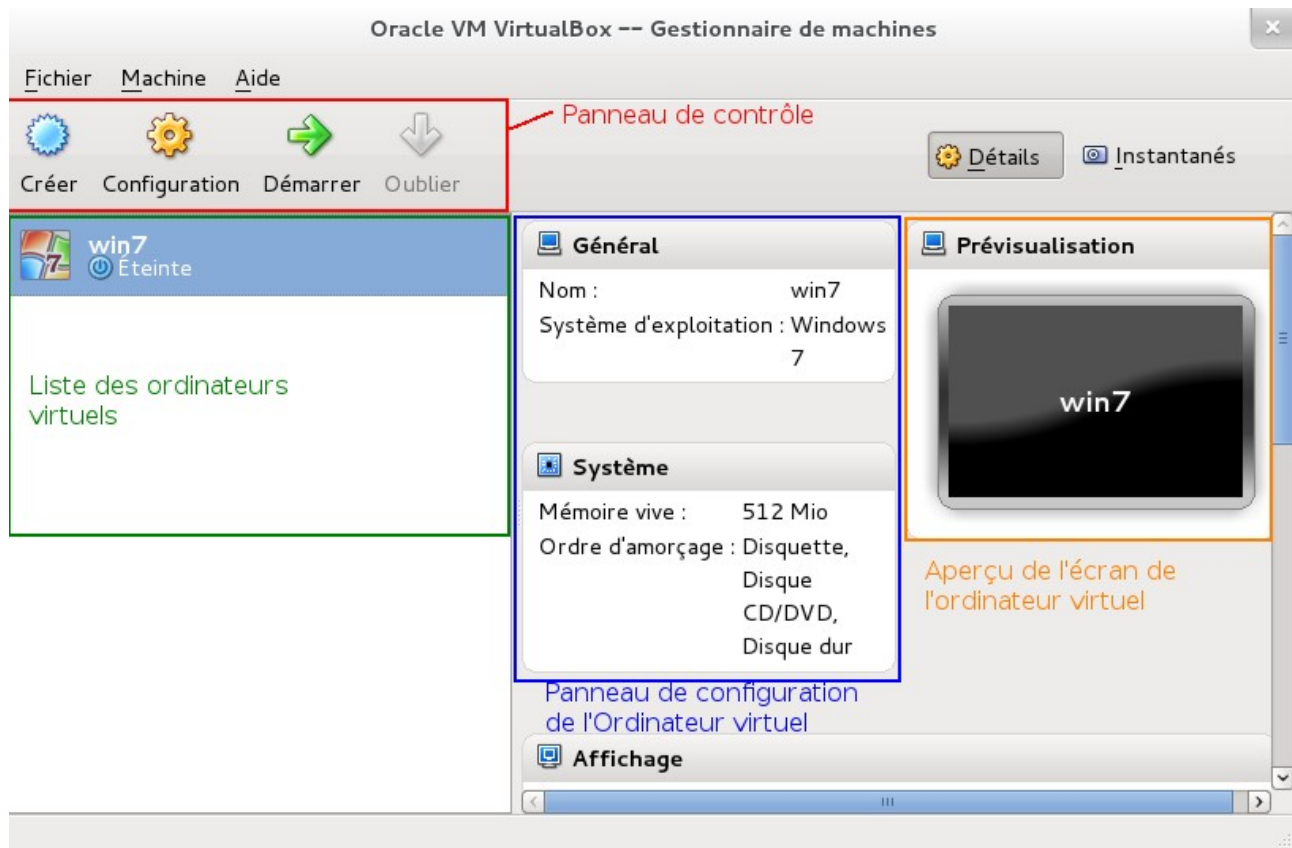 Oracle VM VirtualBox -- Gestionnaire de machines
Fichier Machine Aide
Panneau de contrôle
Créer Configuration Démarrer Oublier
Détails Instantanés
win7
Éteinte
Liste des ordinateurs
virtuels
Général
Nom : win7
Système d'exploitation : Windows
7
Système
Mémoire vive : 512 Mio
Ordre d'amorçage : Disquette,
Disque
CD/DVD,
Disque dur
Panneau de configuration
de l'Ordinateur virtuel
Affichage
Prévisualisation
win7
Aperçu de l'écran de
l'ordinateur virtuel